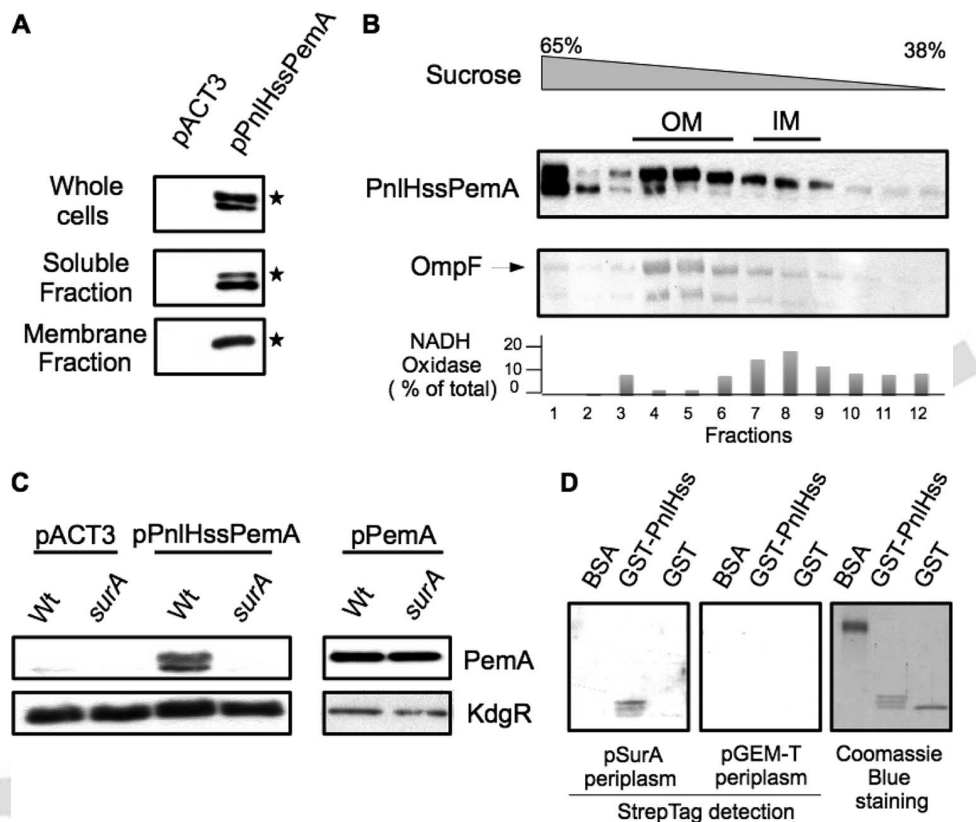 A
pACT3
pPnlHssPemA
Whole
cells
★
Soluble
Fraction
★
Membrane
Fraction
★
B
65%
38%
Sucrose
OM
IM
PnlHssPemA
OmpF
NADH
Oxidase
( % of total)
20
10
0
1 2 3 4 5 6 7 8 9 10 11 12
Fractions
C
pACT3 pPnlHssPemA pPemA
Wt surA Wt surA Wt surA
PemA
KdgR
D
BSA GST-PnlHss GST BSA GST-PnlHss GST BSA GST-PnlHss GST
pSurA
periplasm
pGEM-T
periplasm
Coomassie
Blue
staining
StrepTag detection